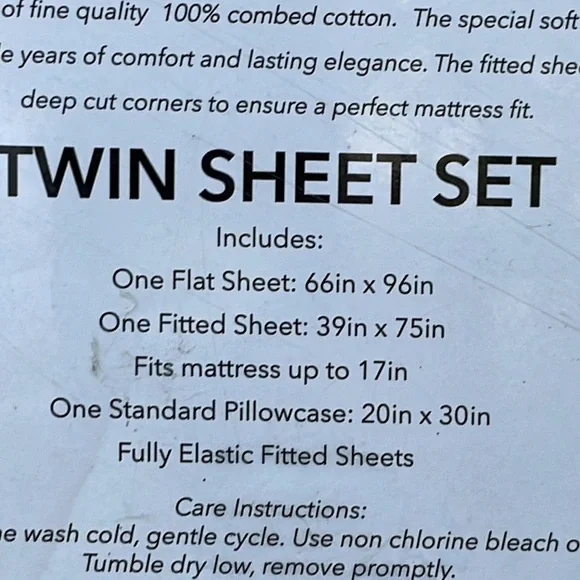 of fine quality 100% combed cotton. The special soft
years of comfort and lasting elegance. The fitted
deep cut corners to ensure a perfect mattress fit.
TWIN SHEET SET
Includes:
One Flat Sheet: 66in x 96in
One Fitted Sheet: 39in x 75in
Fits mattress up to 17in
One Standard Pillowcase: 20in x 30in
Fully Elastic Fitted Sheets
Care Instructions:
wash cold, gentle cycle. Use non chlorine bleach
Tumble dry low, remove promptly.